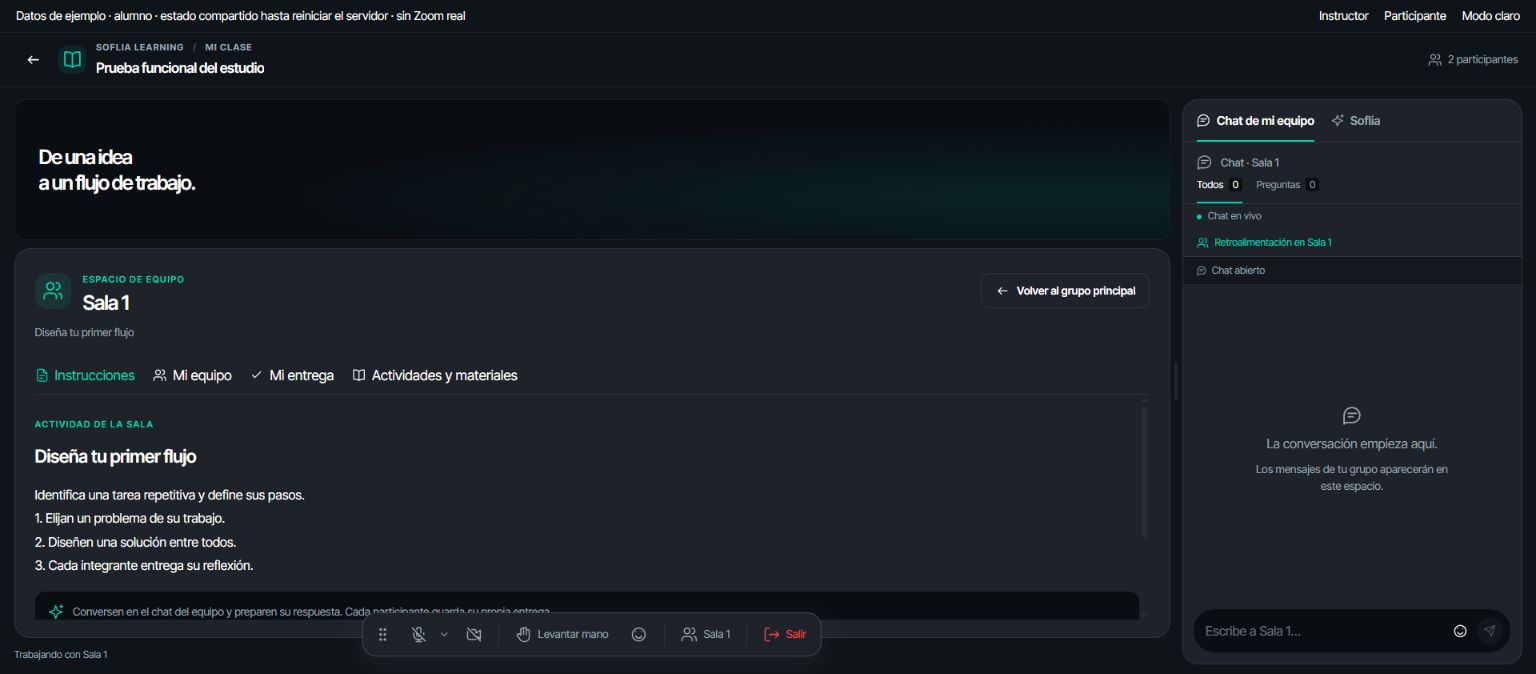 Datos de ejemplo · alumno · estado compartido hasta reiniciar el servidor · sin Zoom real
Instructor Participante Modo claro
SOFLIA LEARNING / MI CLASE
Prueba funcional del estudio
2 participantes
De una idea
a un flujo de trabajo.
ESPACIO DE EQUIPO
Sala 1
Diseña tu primer flujo
Volver al grupo principal
Instrucciones Mi equipo Mi entrega Actividades y materiales
ACTIVIDAD DE LA SALA
Diseña tu primer flujo
Identifica una tarea repetitiva y define sus pasos.
1. Elijan un problema de su trabajo.
2. Diseñen una solución entre todos.
3. Cada integrante entrega su reflexión.
Conversen en el chat del equipo y preparen su respuesta. Cada participante guarda su propia entrega.
Levantar mano Sala 1 Salir
Trabajando con Sala 1
Chat de mi equipo Soflia
Chat · Sala 1
Todos 0 Preguntas 0
Chat en vivo
Retroalimentación en Sala 1
Chat abierto
La conversación empieza aquí.
Los mensajes de tu grupo aparecerán en
este espacio.
Escribe a Sala 1...